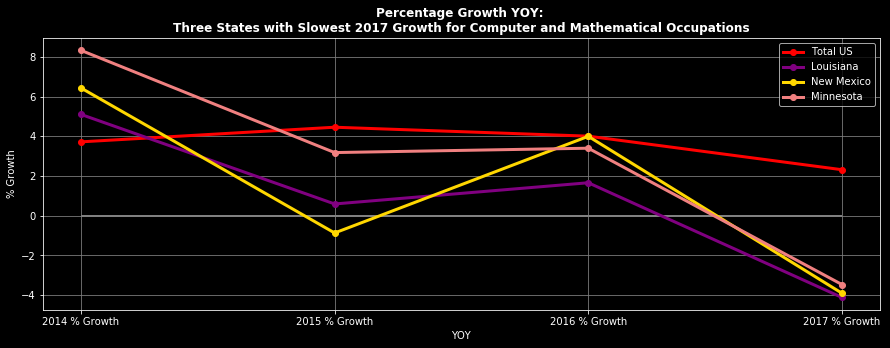 Percentage Growth YOY:
Three States with Slowest 2017 Growth for Computer and Mathematical Occupations
Total US
Louisiana
New Mexico
Minnesota
% Growth
8
6
4
2
0
−2
−4
2014 % Growth
2015 % Growth
2016 % Growth
2017 % Growth
YOY